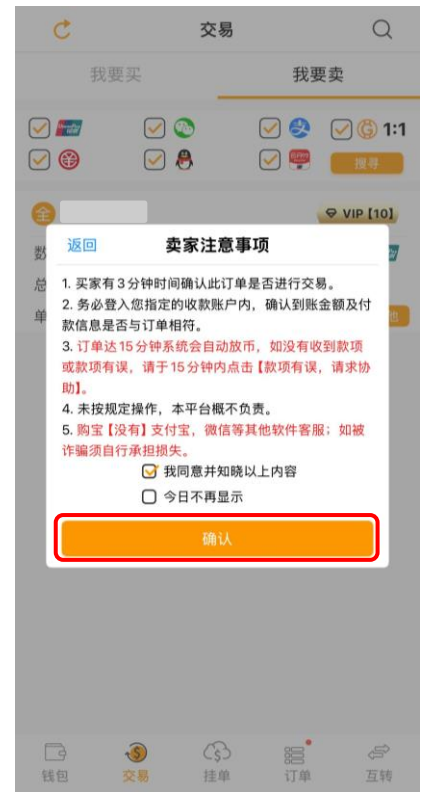 交易
我要买 我要卖
1:1
搜寻
全 VIP【10】
数
总
单
返回 卖家注意事项
1. 买家有3分钟时间确认此订单是否进行交易。
2. 务必登入您指定的收款账户内，确认到账金额及付
款信息是否与订单相符。
3. 订单达15分钟系统会自动放币，如没有收到款项
或款项有误，请于15分钟内点击【款项有误，请求协
助】。
4. 未按规定操作，本平台概不负责。
5. 购宝【没有】支付宝，微信等其他软件客服；如被
诈骗须自行承担损失。
我同意并知晓以上内容
今日不再显示
确认
钱包 交易 挂单 订单 互转